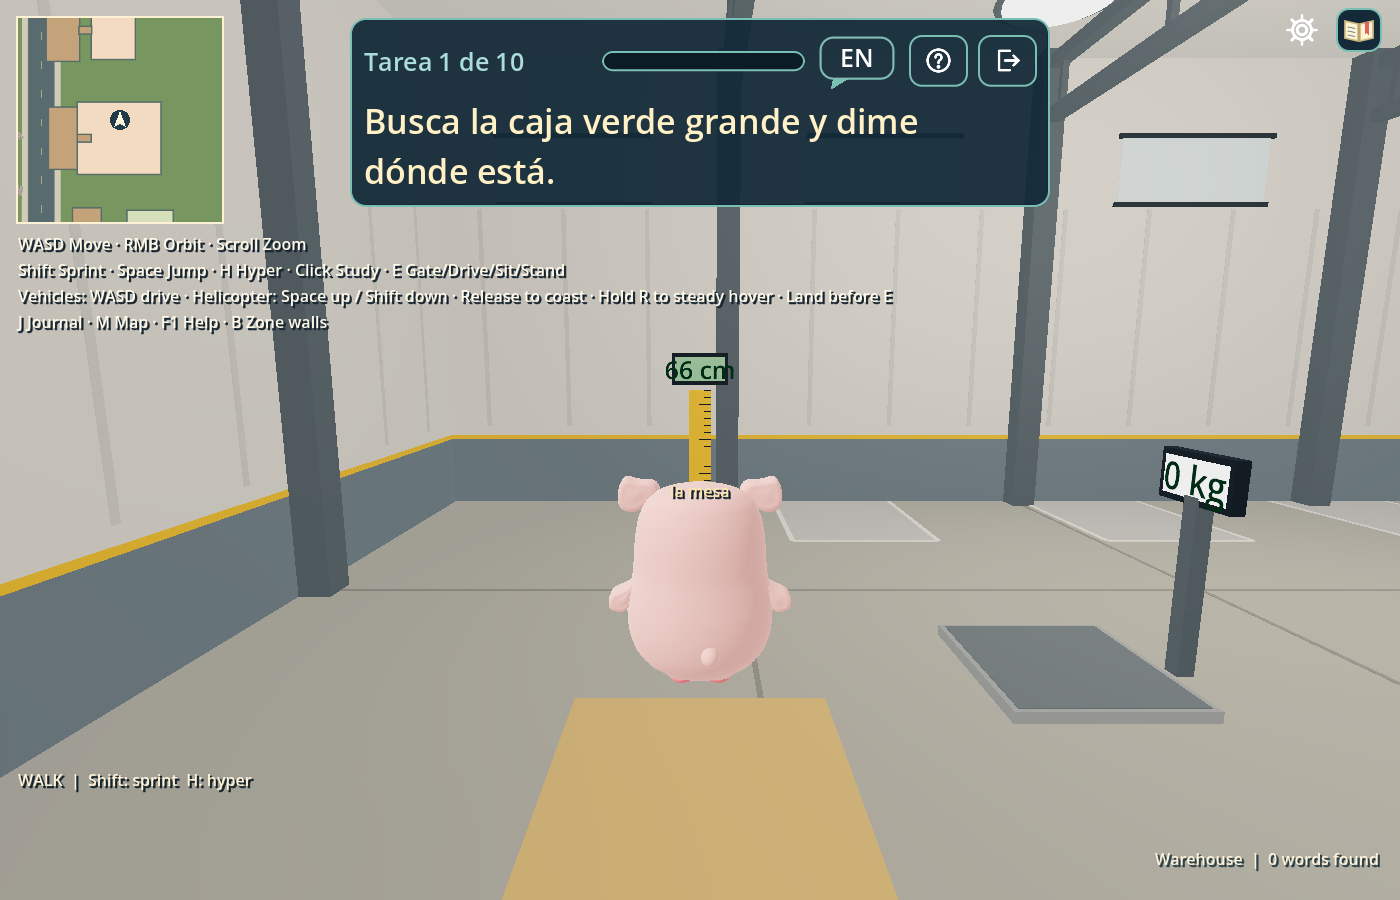 Tarea 1 de 10
EN
Busca la caja verde grande y dime
dónde está.
WASD Move · RMB Orbit · Scroll Zoom
Shift Sprint · Space Jump · H Hyper · Click Study · E Gate/Drive/Sit/Stand
Vehicles: WASD drive · Helicopter: Space up / Shift down · Release to coast · Hold R to steady hover · Land before E
J Journal · M Map · F1 Help · B Zone walls
66 cm
0 kg
la mesa
WALK | Shift: sprint H: hyper
Warehouse | 0 words found